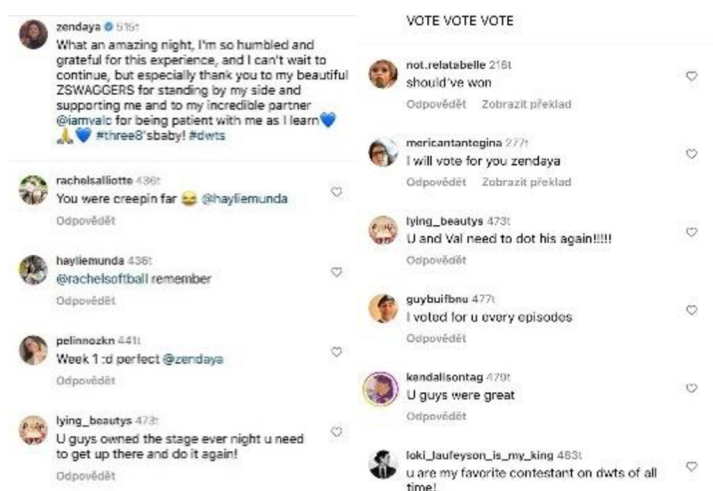 zendaya 515t
What an amazing night, I'm so humbled and
grateful for this experience, and I can't wait to
continue, but especially thank you to my beautiful
ZSWAGGERS for standing by my side and
supporting me and to my incredible partner
@iamvalc for being patient with me as I learn💙
🙏 💙 #three8'sbaby! #dwts
rachelsalliotte 436t
You were creepin far 😂 @hayliemunda
Odpovědět
hayliemunda 436t
@rachelsoftball remember
Odpovědět
pelinnozkn 441t
Week 1 :d perfect @zendaya
Odpovědět
lying_beautys 473t
U guys owned the stage ever night u need
to get up there and do it again!
Odpovědět
VOTE VOTE VOTE
not.relatabelle 216t
should've won
Odpovědět Zobrazit překlad
mericantantegina 277t
I will vote for you zendaya
Odpovědět Zobrazit překlad
lying_beautys 473t
U and Val need to dot his again!!!!!
Odpovědět
guybuifbnu 477t
I voted for u every episodes
Odpovědět
kendallsontag 479t
U guys were great
Odpovědět
loki_laufeyson_is_my_king 483t
u are my favorite contestant on dwts of all
time!